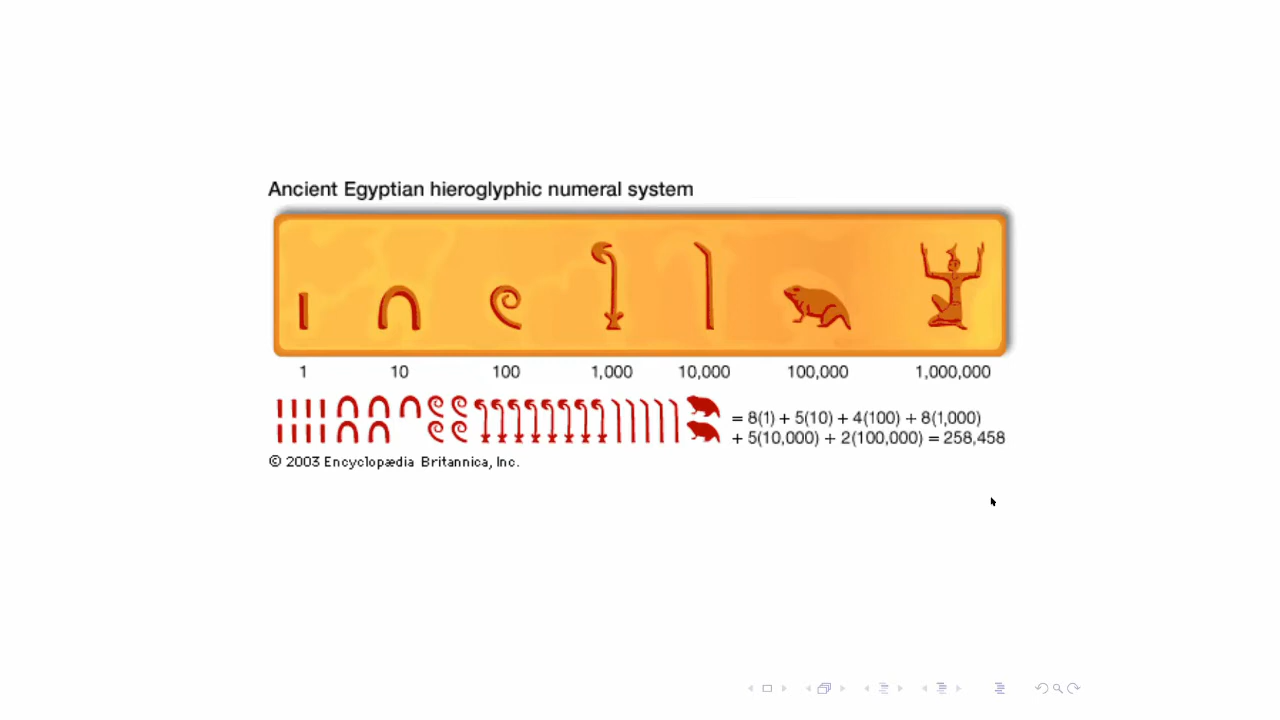 Ancient Egyptian hieroglyphic numeral system
1 10 100 1,000 10,000 100,000 1,000,000
= 8(1) + 5(10) + 4(100) + 8(1,000)
+ 5(10,000) + 2(100,000) = 258,458
© 2003 Encyclopædia Britannica, Inc.